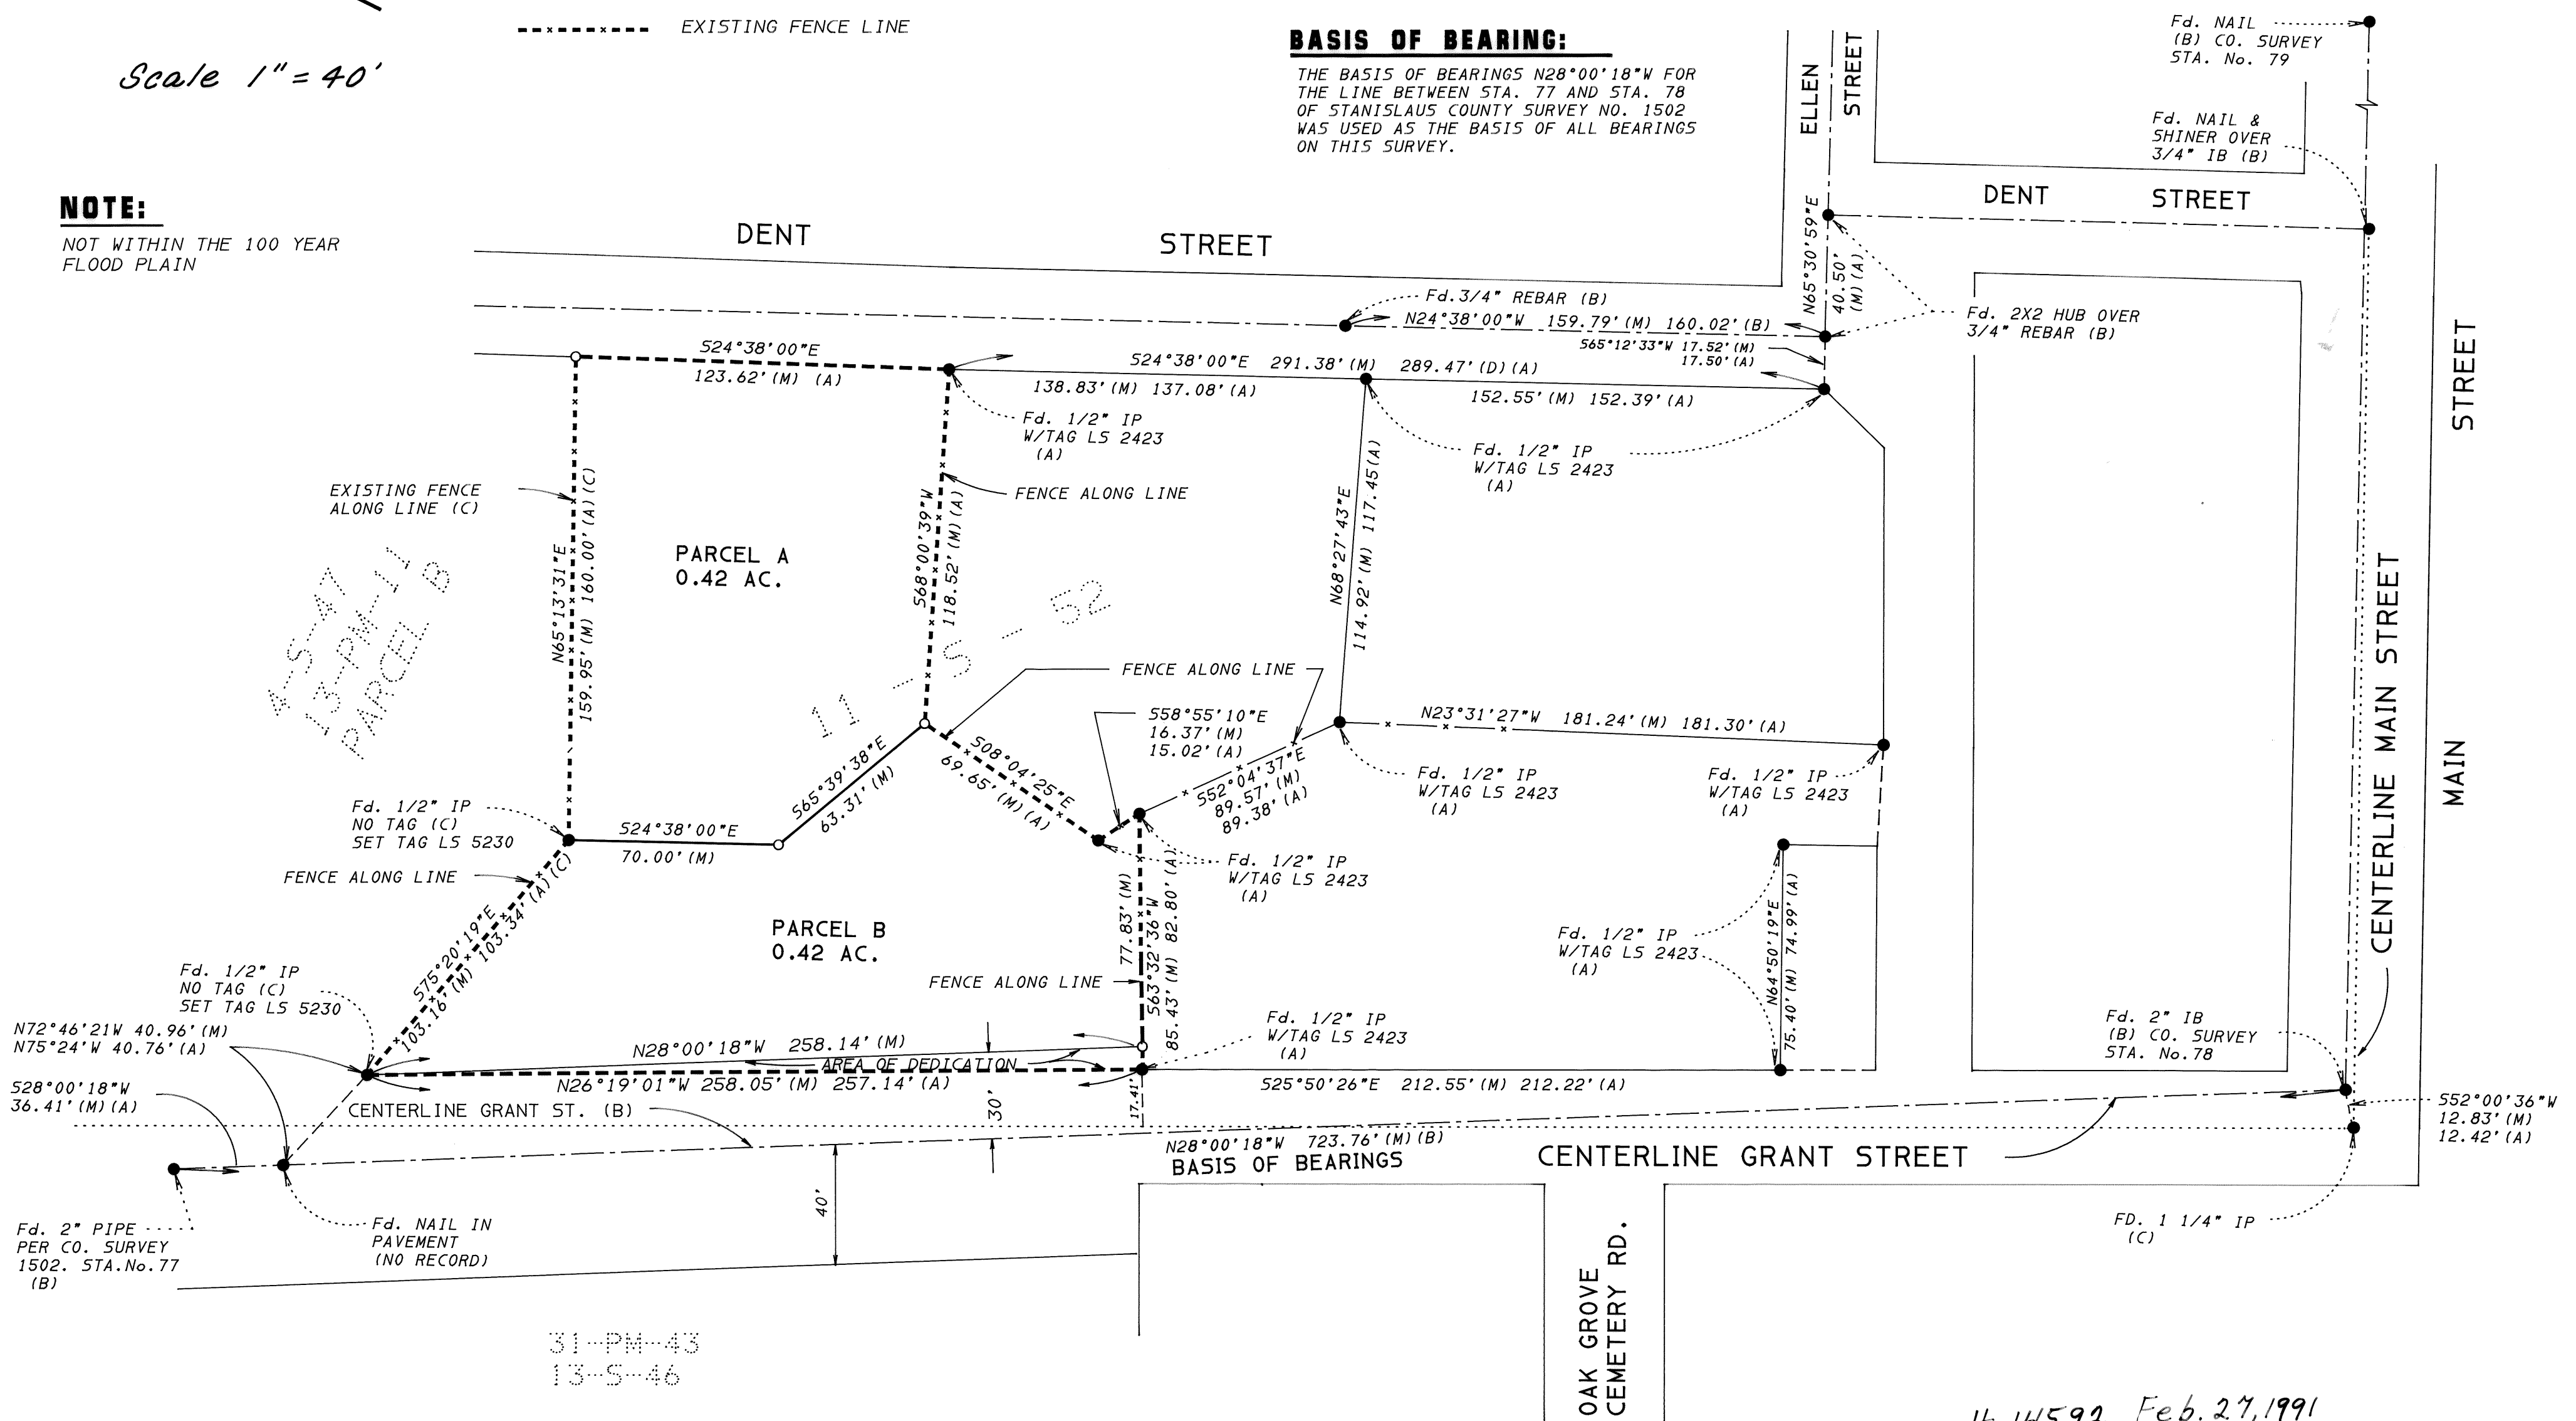 EXISTING FENCE LINE
Scale 1"=40'
BASIS OF BEARING:
THE BASIS OF BEARINGS N28°00'18"W FOR
THE LINE BETWEEN STA. 77 AND STA. 78
OF STANISLAUS COUNTY SURVEY NO. 1502
WAS USED AS THE BASIS OF ALL BEARINGS
ON THIS SURVEY.
ELLEN
STREET
Fd. NAIL
(B) CO. SURVEY
STA. No. 79
Fd. NAIL &
SHINER OVER
3/4" IB (B)
NOTE:
NOT WITHIN THE 100 YEAR
FLOOD PLAIN
DENT STREET
DENT STREET
N65°30'59"E
40.50'
(M)(A)
Fd. 2X2 HUB OVER
3/4" REBAR (B)
Fd.3/4" REBAR (B)
N24°38'00"W 159.79'(M) 160.02'(B)
S65°12'33"W 17.52'(M)
17.50'(A)
S24°38'00"E
123.62'(M) (A)
S24°38'00"E 291.38'(M) 289.47'(D)(A)
138.83'(M) 137.08'(A)
152.55'(M) 152.39'(A)
Fd. 1/2" IP
W/TAG LS 2423
(A)
Fd. 1/2" IP
W/TAG LS 2423
(A)
EXISTING FENCE
ALONG LINE (C)
N65°13'31"E
159.95'(M) 160.00'(A)(C)
FENCE ALONG LINE
S68°00'39"W
118.52'(M)(A)
N68°27'43"E
114.92'(M) 117.45(A)
PARCEL A
0.42 AC.
4-S-47
13-PM-11
PARCEL B
11-S-52
FENCE ALONG LINE
S58°55'10"E
16.37'(M)
15.02'(A)
S65°39'38"E
63.31'(M)
S08°04'25"E
69.65'(M)(A)
S52°04'37"E
89.57'(M)
89.38'(A)
N23°31'27"W 181.24'(M) 181.30'(A)
Fd. 1/2" IP
W/TAG LS 2423
(A)
Fd. 1/2" IP
W/TAG LS 2423
(A)
Fd. 1/2" IP
NO TAG (C)
SET TAG LS 5230
S24°38'00"E
70.00'(M)
FENCE ALONG LINE
S75°20'19"E
103.16'(M) 103.34'(A)(C)
Fd. 1/2" IP
W/TAG LS 2423
(A)
PARCEL B
0.42 AC.
FENCE ALONG LINE
77.83'(M)
S63°32'36"W
85.43'(M) 82.80'(A)
Fd. 1/2" IP
W/TAG LS 2423
(A)
N64°50'19"E
75.40'(M) 74.99'(A)
Fd. 1/2" IP
NO TAG (C)
SET TAG LS 5230
N72°46'21W 40.96'(M)
N75°24'W 40.76'(A)
S28°00'18"W
36.41'(M)(A)
N28°00'18"W 258.14'(M)
AREA OF DEDICATION
N26°19'01"W 258.05'(M) 257.14'(A)
Fd. 1/2" IP
W/TAG LS 2423
(A)
17.41'
S25°50'26"E 212.55'(M) 212.22'(A)
Fd. 2" IB
(B) CO. SURVEY
STA. No.78
CENTERLINE GRANT ST. (B)
30'
40'
N28°00'18"W 723.76'(M)(B)
BASIS OF BEARINGS
CENTERLINE GRANT STREET
S52°00'36"W
12.83'(M)
12.42'(A)
CENTERLINE MAIN STREET
MAIN STREET
Fd. 2" PIPE
PER CO. SURVEY
1502. STA.No.77
(B)
Fd. NAIL IN
PAVEMENT
(NO RECORD)
FD. 1 1/4" IP
(C)
OAK GROVE
CEMETERY RD.
31-PM-43
13-S-46
14592 Feb.27,1991